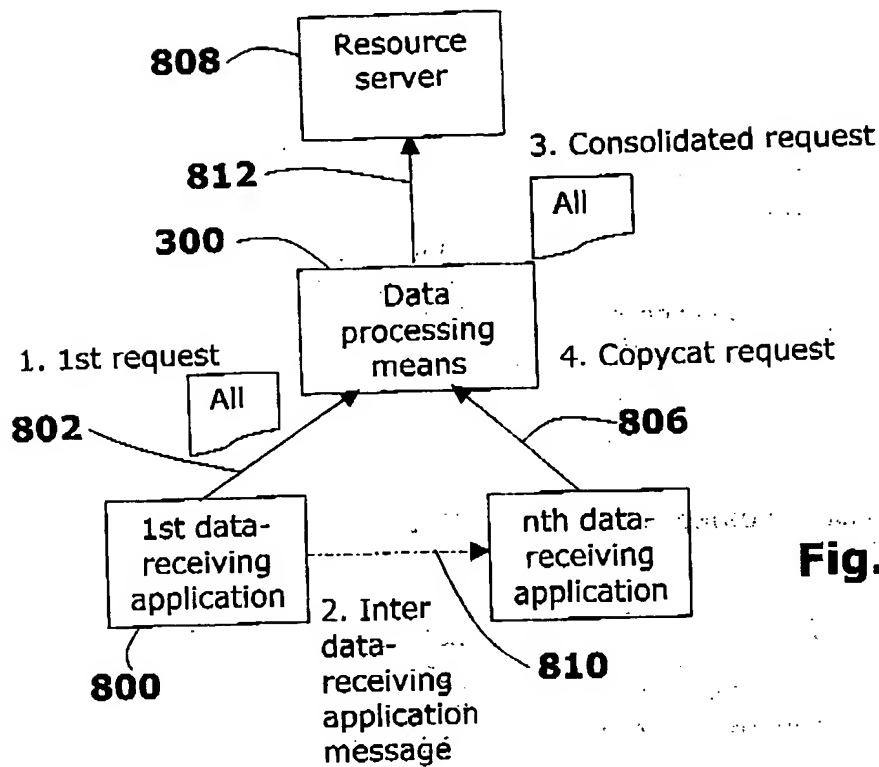 808
Resource
server
812
3. Consolidated request
All
300
Data
processing
means
1. 1st request
All
802
4. Copycat request
806
1st data-
receiving
application
nth data-
receiving
application
Fig.
800
2. Inter
data-
receiving
application
message
810